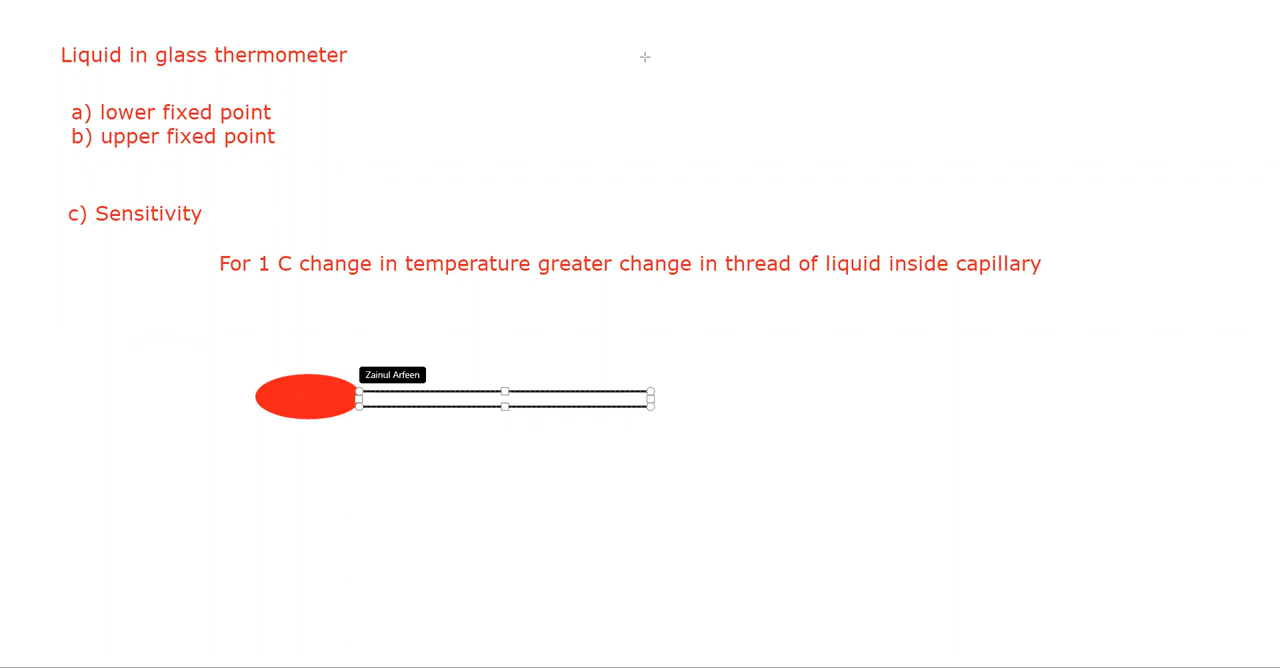 Liquid in glass thermometer
a) lower fixed point
b) upper fixed point
c) Sensitivity
For 1 C change in temperature greater change in thread of liquid inside capillary
Zainul Arfeen